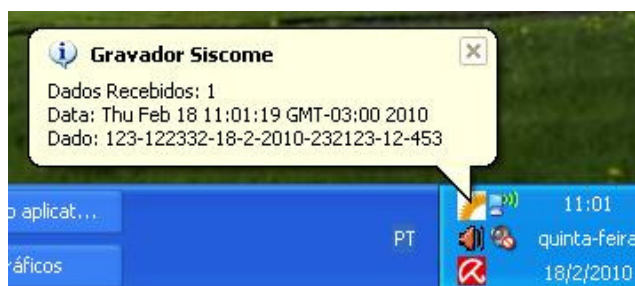 Gravador Siscome
Dados Recebidos: 1
Data: Thu Feb 18 11:01:19 GMT-03:00 2010
Dado: 123-122332-18-2-2010-232123-12-453
o aplicat...
ráficos
PT
11:01
quinta-feira
18/2/2010